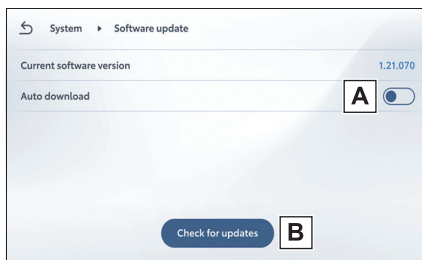 System ▸ Software update
Current software version 1.21.070
Auto download A
Check for updates B